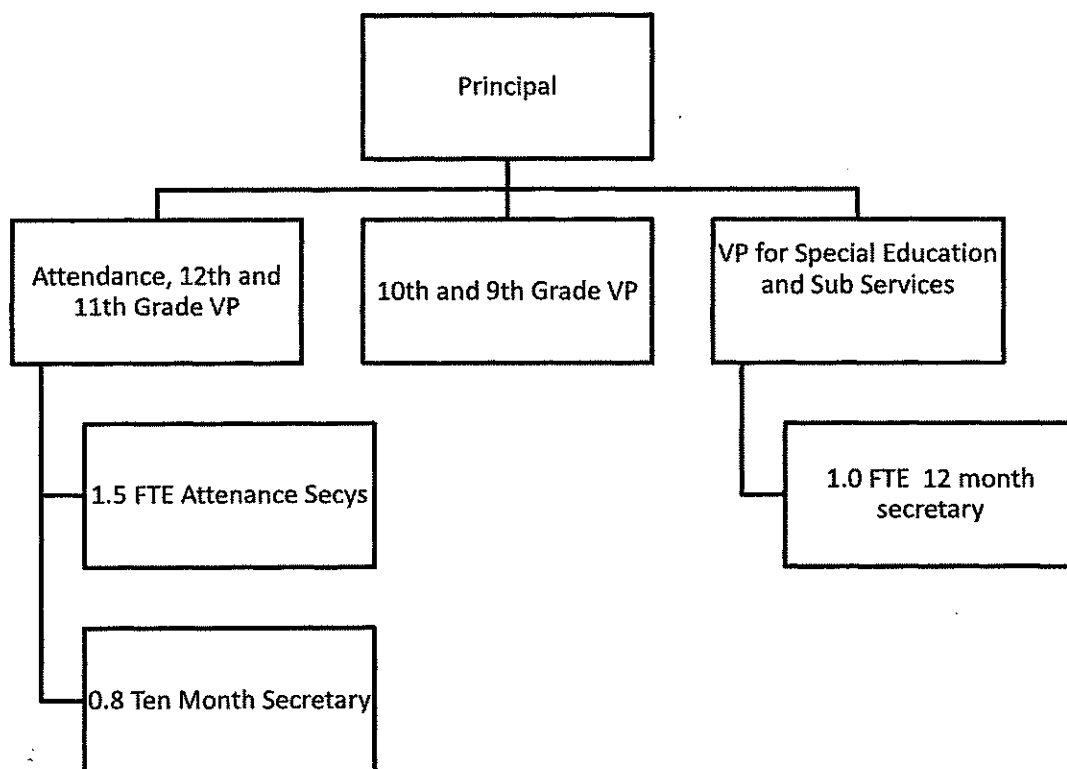 Principal
Attendance, 12th and
11th Grade VP
10th and 9th Grade VP
VP for Special Education
and Sub Services
1.5 FTE Attenance Secys
1.0 FTE 12 month
secretary
0.8 Ten Month Secretary